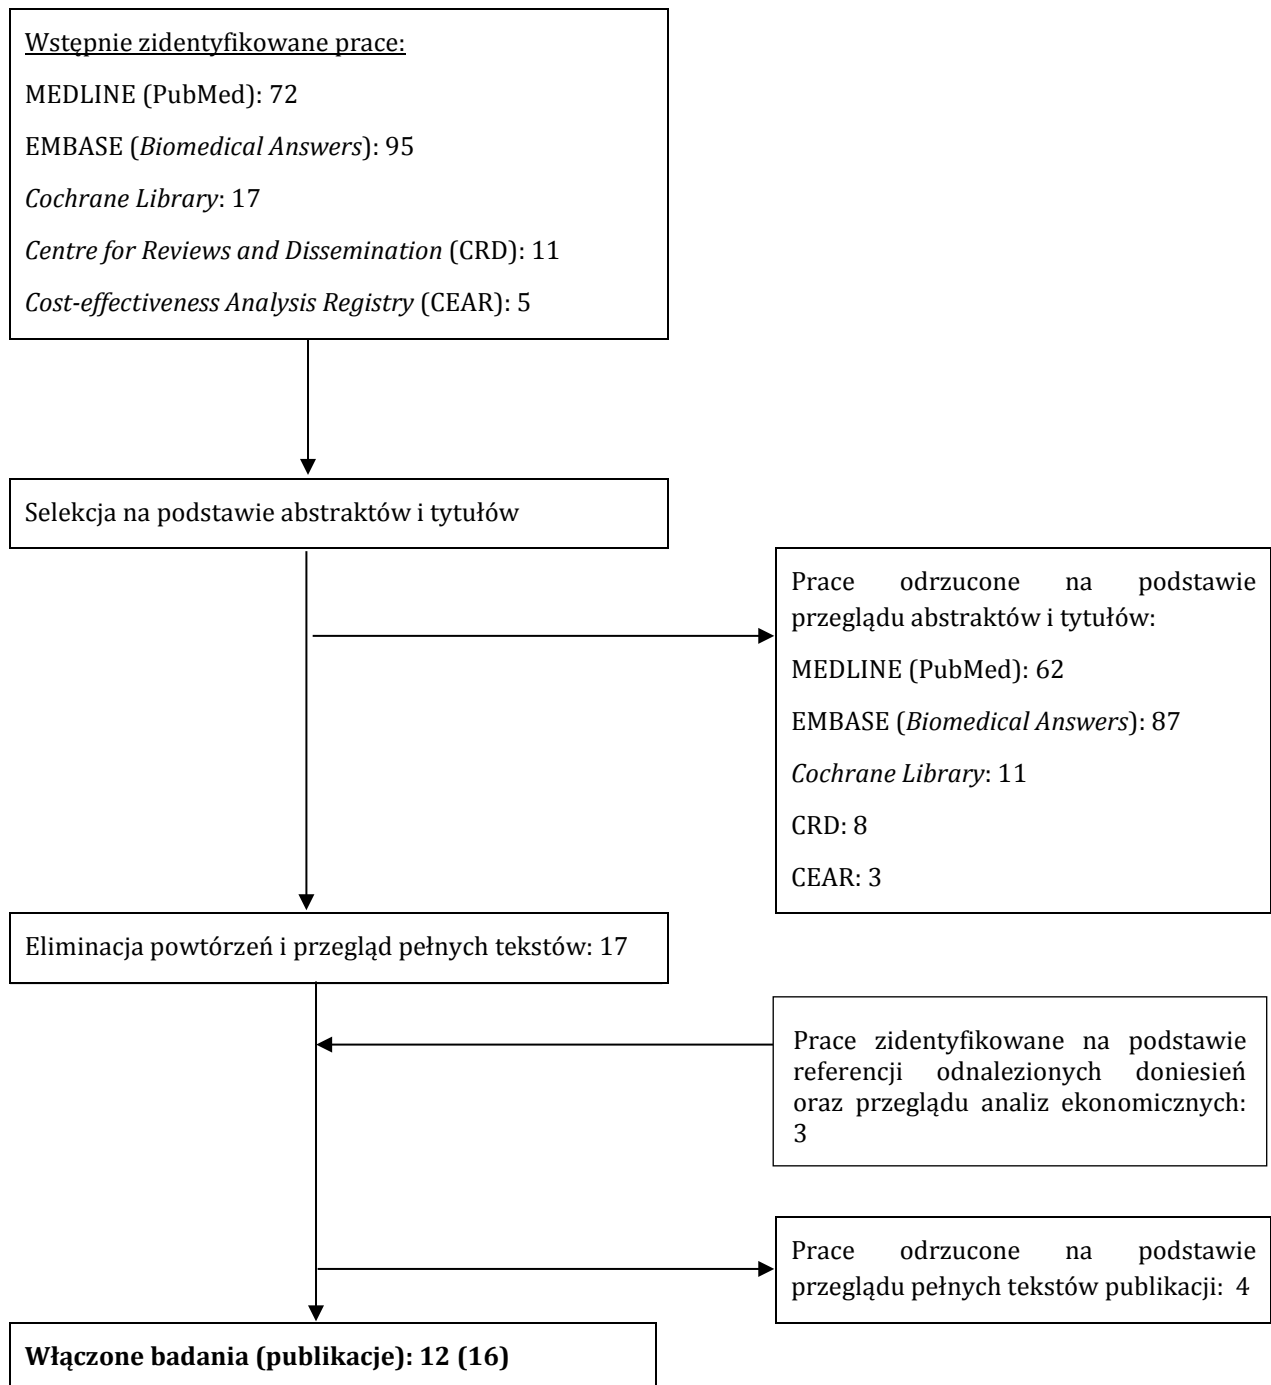 Wstępnie zidentyfikowane prace:
MEDLINE (PubMed): 72
EMBASE (Biomedical Answers): 95
Cochrane Library: 17
Centre for Reviews and Dissemination (CRD): 11
Cost-effectiveness Analysis Registry (CEAR): 5
Selekcja na podstawie abstraktów i tytułów
Prace odrzucone na podstawie
przeglądu abstraktów i tytułów:
MEDLINE (PubMed): 62
EMBASE (Biomedical Answers): 87
Cochrane Library: 11
CRD: 8
CEAR: 3
Eliminacja powtórzeń i przegląd pełnych tekstów: 17
Prace zidentyfikowane na podstawie
referencji odnalezionych doniesień
oraz przeglądu analiz ekonomicznych:
3
Prace odrzucone na podstawie
przeglądu pełnych tekstów publikacji: 4
Włączone badania (publikacje): 12 (16)